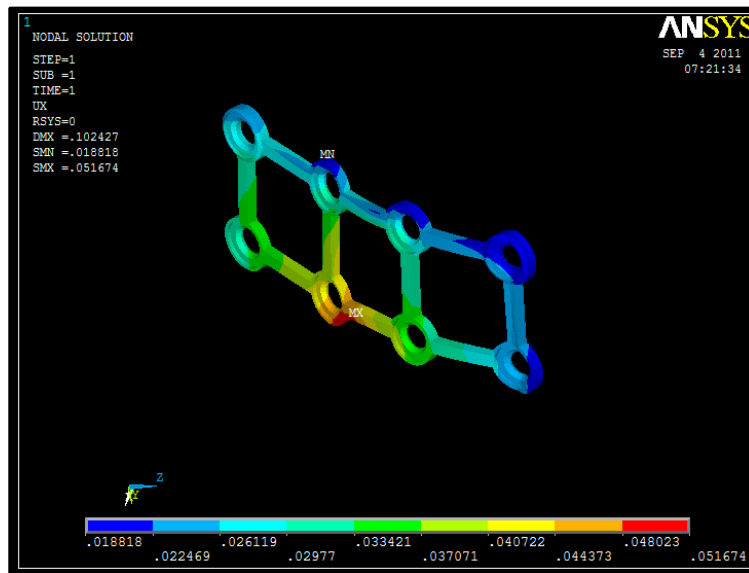 1
NODAL SOLUTION
STEP=1
SUB =1
TIME=1
UX
RSYS=0
DMX =.102427
SMN =.018818
SMX =.051674
ANSYS
SEP 4 2011
07:21:34
MN
MX
Z
Y
.018818 .026119 .033421 .040722 .048023
.022469 .02977 .037071 .044373 .051674